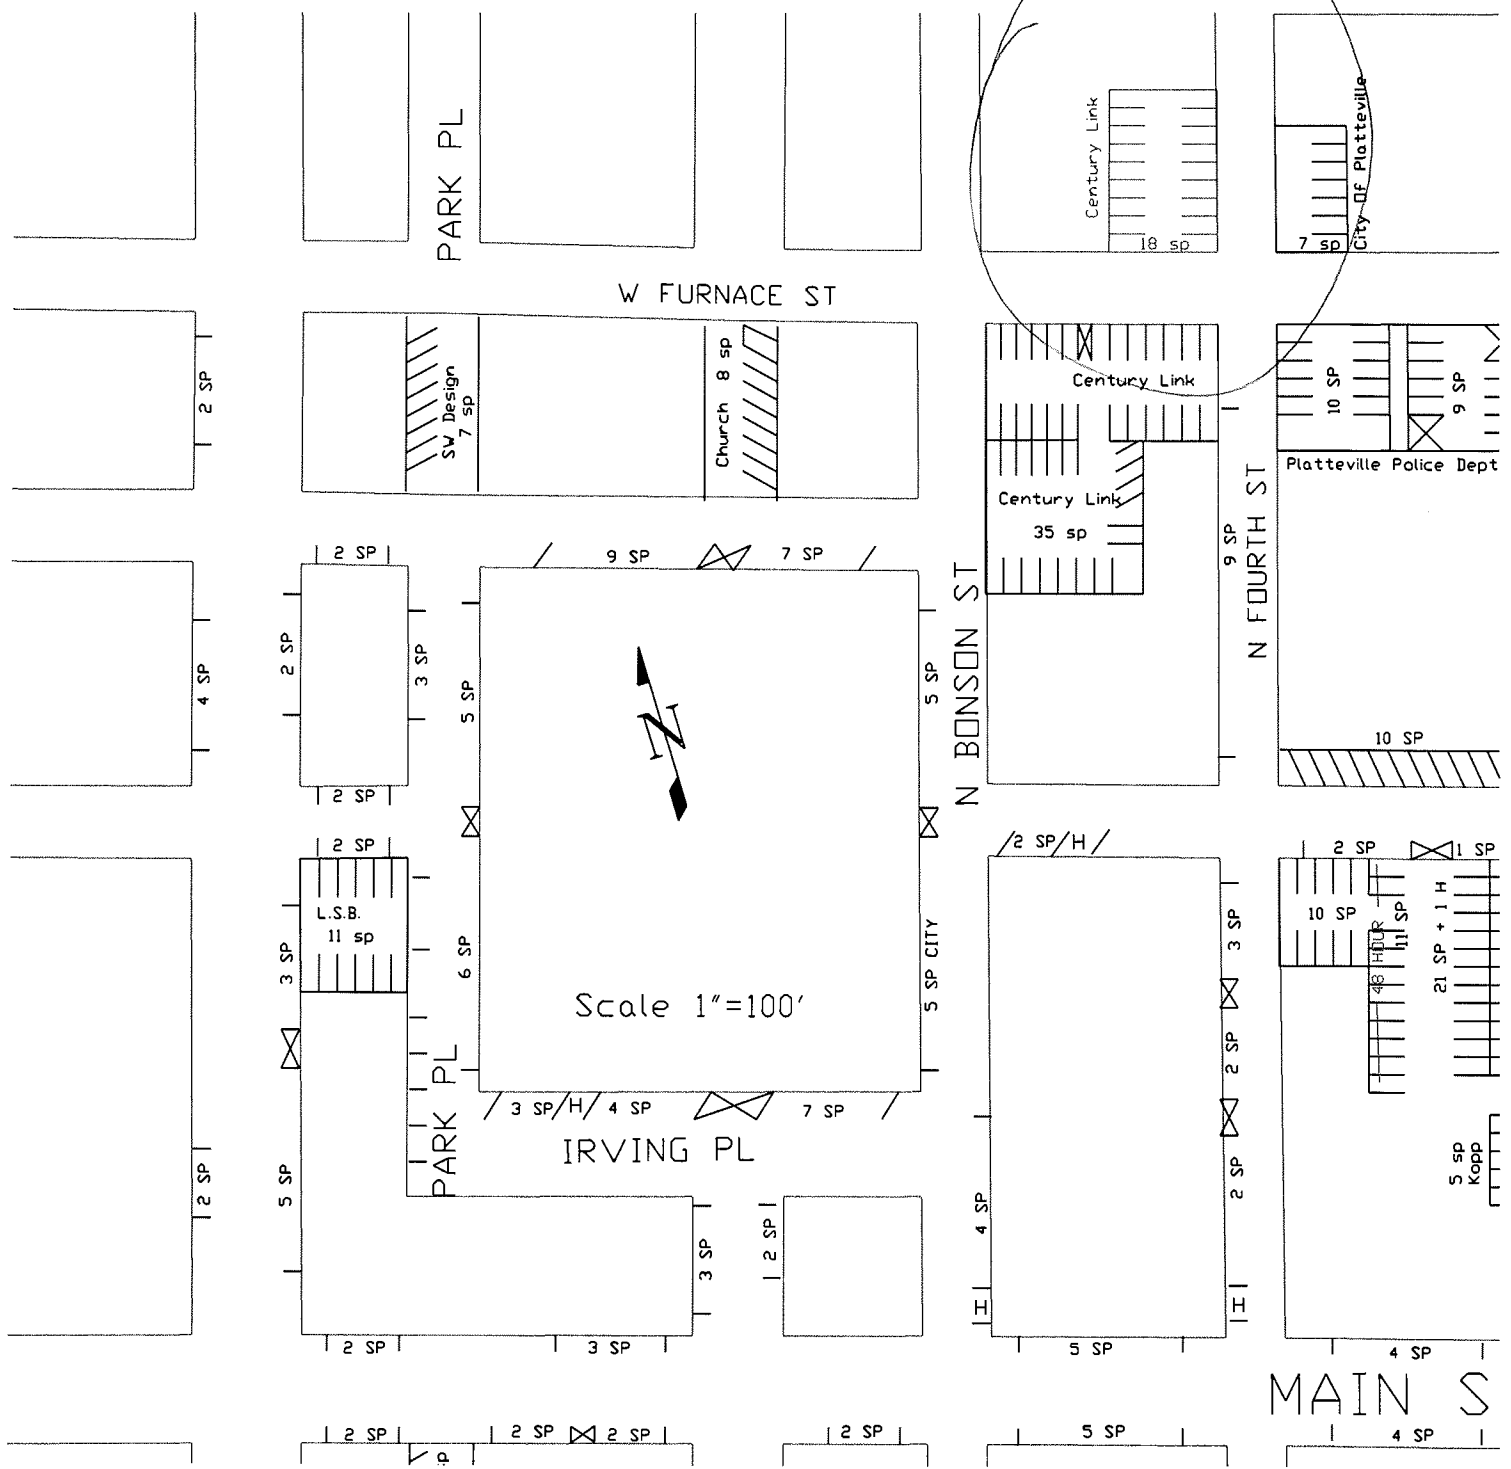 PARK PL
Century Link
18 sp
7 sp
City Of Platteville
W FURNACE ST
2 SP
SW Design
7 sp
Church 8 sp
Century Link
10 SP
9 SP
Platteville Police Dept
Century Link
35 sp
9 SP
N FOURTH ST
2 SP
9 SP
7 SP
N BONSON ST
4 SP
2 SP
3 SP
5 SP
5 SP
N
10 SP
2 SP
2 SP
2 SP
H
2 SP
1 SP
L.S.B.
11 sp
3 SP
6 SP
5 SP CITY
3 SP
10 SP
48 HOUR
11 SP
21 SP + 1 H
Scale 1"=100'
2 SP
PARK PL
3 SP
H
4 SP
7 SP
IRVING PL
2 SP
5 SP
3 SP
2 SP
4 SP
2 SP
5 sp
Kopp
H
H
2 SP
3 SP
5 SP
4 SP
MAIN S
2 SP
2 SP
2 SP
2 SP
5 SP
4 SP